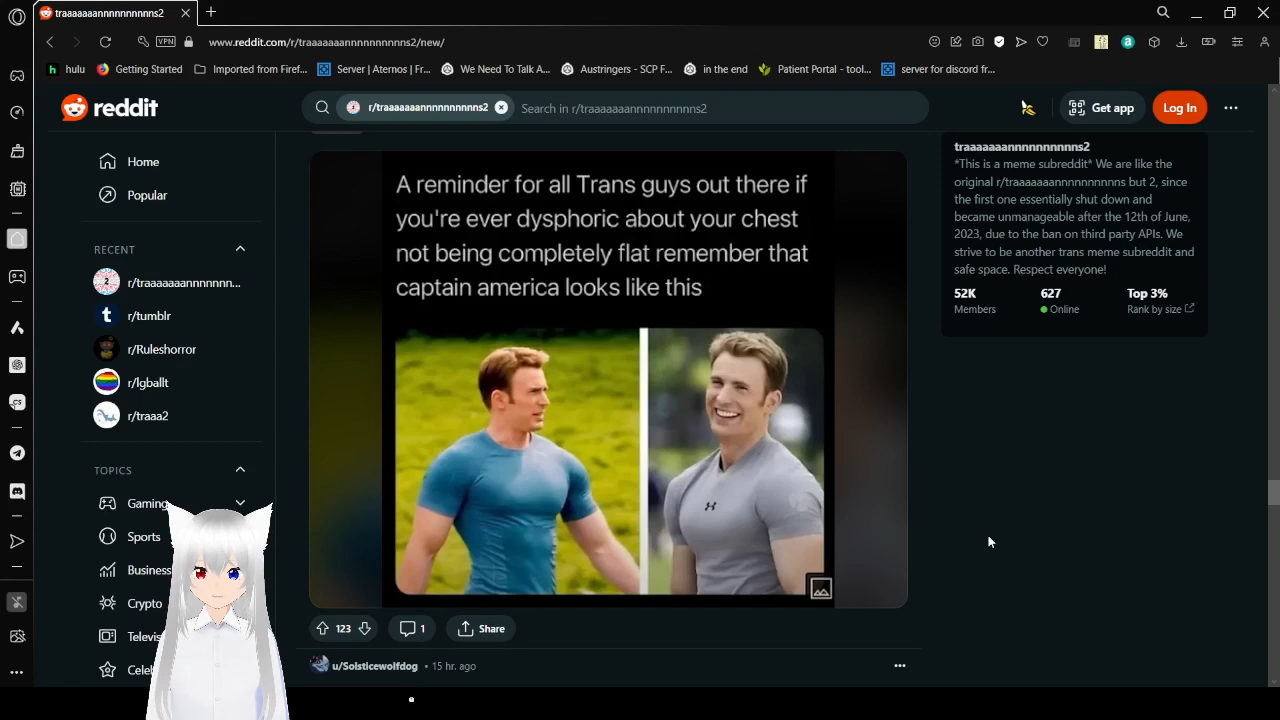 traaaaaaannnnnnnnns2
www.reddit.com/r/traaaaaaannnnnnnnnns2/new/
VPN
hulu
Getting Started
Imported from Firef...
Server | Aternos | Fr...
We Need To Talk A...
Austringers - SCP F...
in the end
Patient Portal - tool...
server for discord fr...
reddit
r/traaaaaaannnnnnnnnns2
Search in r/traaaaaaannnnnnnnnns2
Get app
Log In
Home
Popular
RECENT
r/traaaaaaannnnnnn...
r/tumblr
r/Ruleshorror
r/lgballt
r/traaa2
TOPICS
Gaming
Sports
Business
Crypto
Televis
Celeb
A reminder for all Trans guys out there if
you're ever dysphoric about your chest
not being completely flat remember that
captain america looks like this
123
1
Share
u/Solsticewolfdog • 15 hr. ago
traaaaaaannnnnnnnnns2
*This is a meme subreddit* We are like the
original r/traaaaaaannnnnnnnnns but 2, since
the first one essentially shut down and
became unmanageable after the 12th of June,
2023, due to the ban on third party APIs. We
strive to be another trans meme subreddit and
safe space. Respect everyone!
52K
627
Top 3%
Members
Online
Rank by size